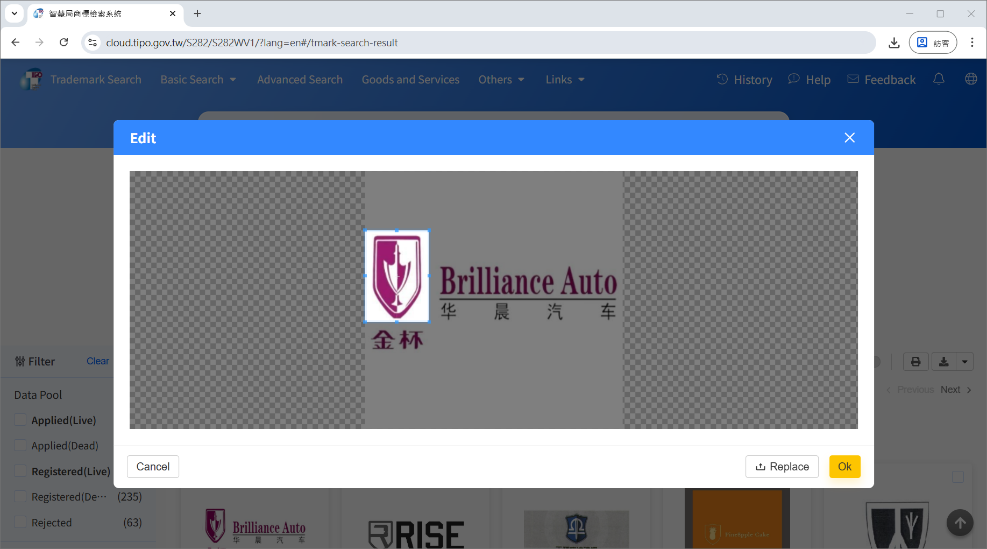 智慧局商標檢索系統
cloud.tipo.gov.tw/S282/S282WV1/?lang=en#/tmark-search-result
訪客
Trademark Search
Basic Search
Advanced Search
Goods and Services
Others
Links
History
Help
Feedback
Edit
Brilliance Auto
华晨汽车
金杯
Filter
Clear
Previous
Next
Data Pool
Applied(Live)
Applied(Dead)
Registered(Live)
Cancel
Replace
Ok
Registered(De··· (235)
Rejected (63)
Brilliance Auto
RISE